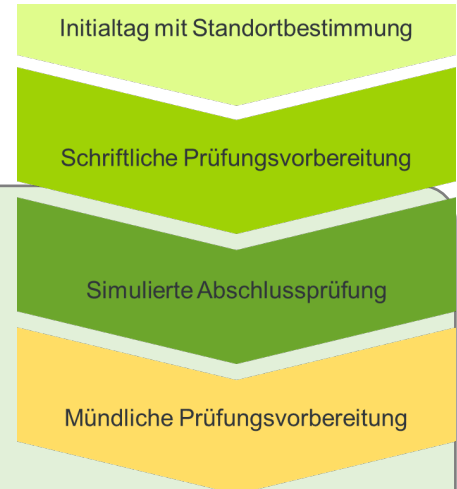 Initialtag mit Standortbestimmung
Schriftliche Prüfungsvorbereitung
Simulierte Abschlussprüfung
Mündliche Prüfungsvorbereitung